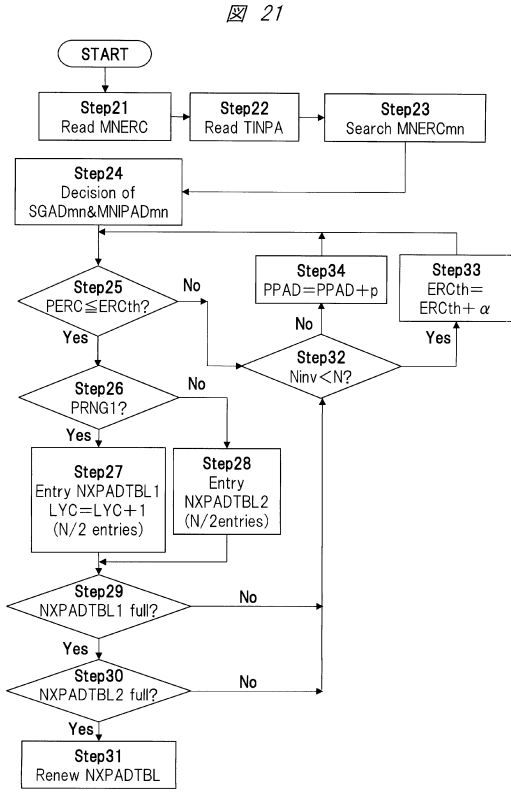 図 21
START
Step21
Read MNERC
Step22
Read TINPA
Step23
Search MNERCmn
Step24
Decision of
SGADmn&MNIPADmn
Step25
PERC≦ERCth?
No
Yes
Step34
PPAD=PPAD+p
Step33
ERCth=
ERCth+α
No
Yes
Step32
Ninv<N?
Step26
PRNG1?
No
Yes
Step27
Entry NXPADTBL1
LYC=LYC+1
(N/2 entries)
Step28
Entry
NXPADTBL2
(N/2entries)
Step29
NXPADTBL1 full?
No
Yes
Step30
NXPADTBL2 full?
No
Yes
Step31
Renew NXPADTBL